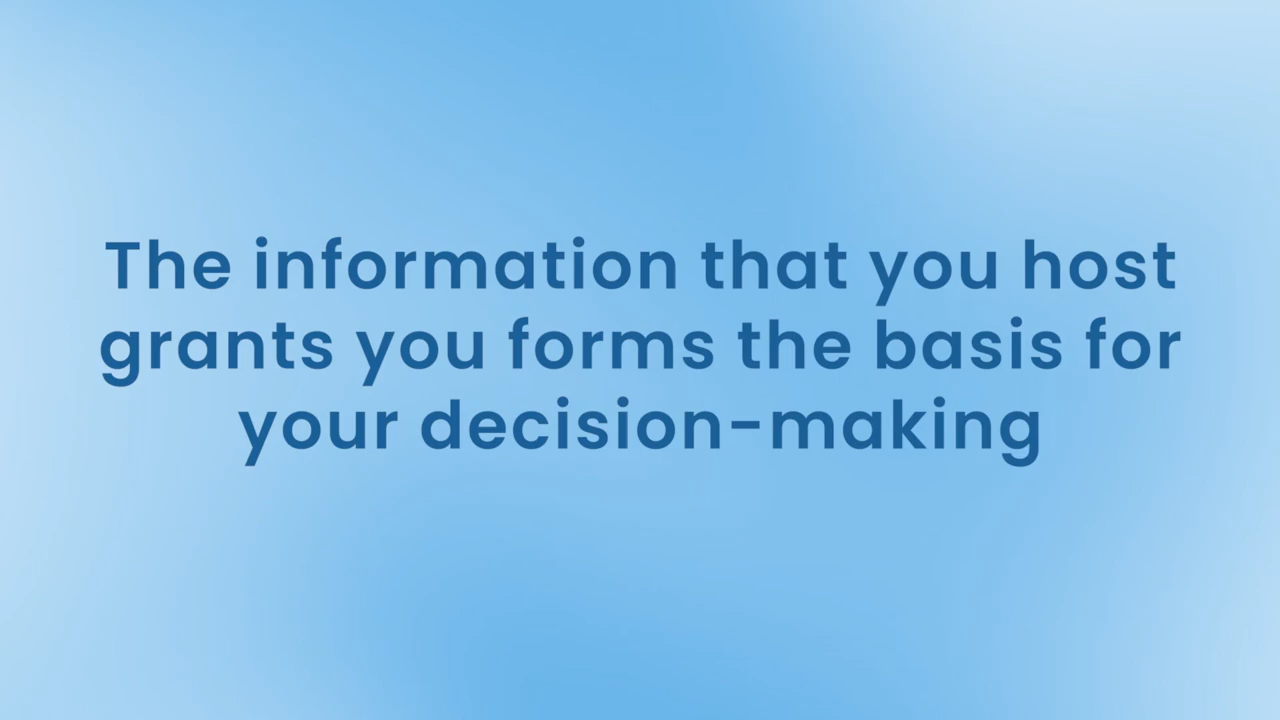 The information that you host
grants you forms the basis for
your decision-making